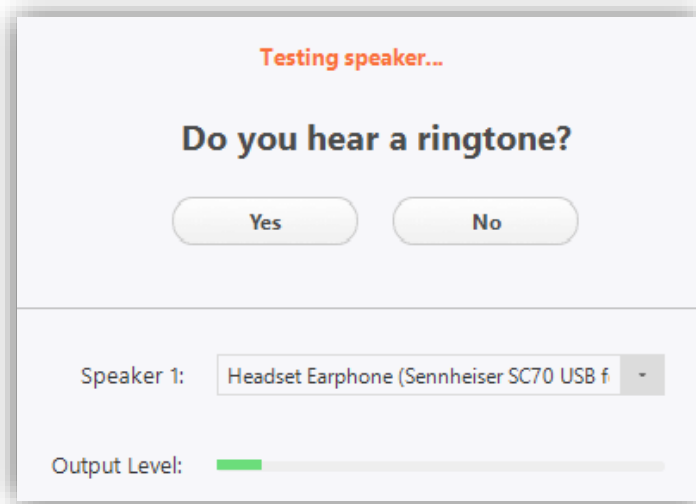 Testing speaker...
Do you hear a ringtone?
Yes No
Speaker 1: Headset Earphone (Sennheiser SC70 USB f
Output Level: